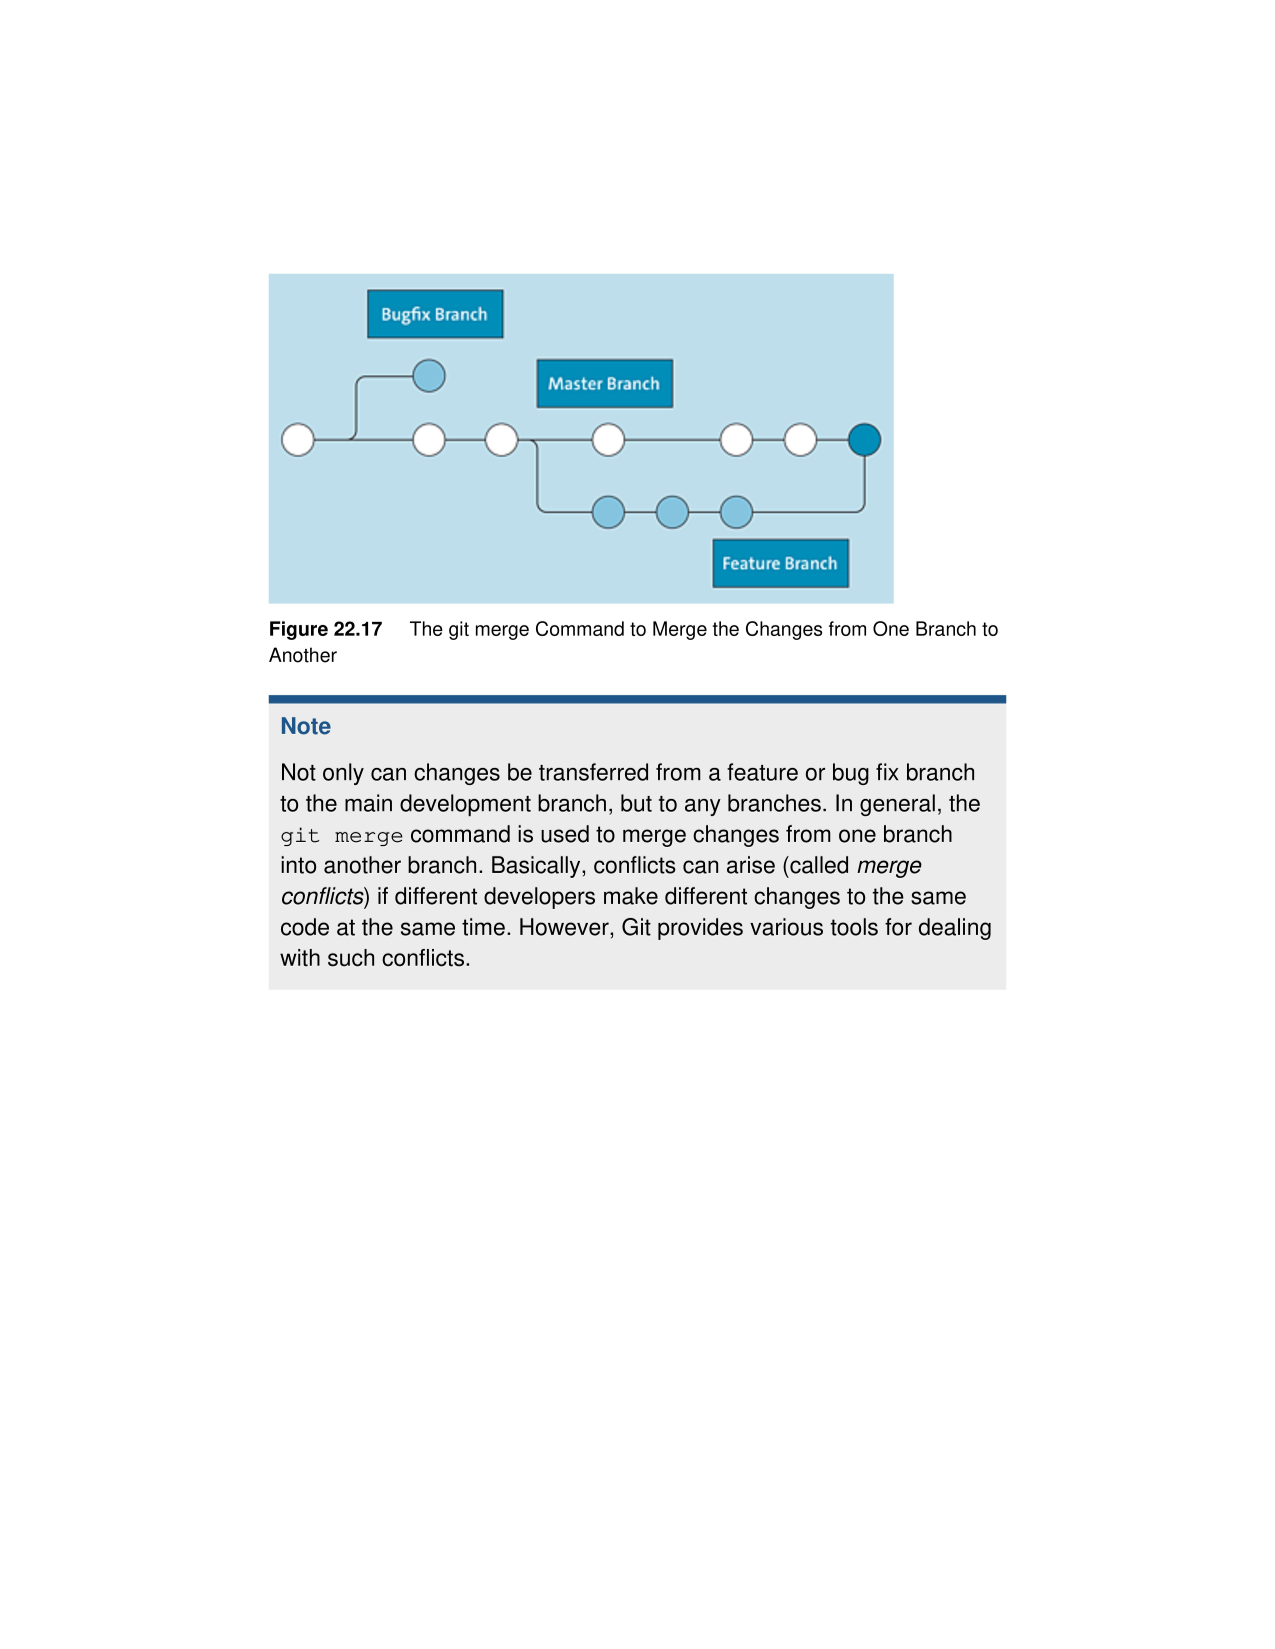 Bugfix Branch
Master Branch
Feature Branch
Figure 22.17 The git merge Command to Merge the Changes from One Branch to
Another
Note
Not only can changes be transferred from a feature or bug fix branch
to the main development branch, but to any branches. In general, the
git merge command is used to merge changes from one branch
into another branch. Basically, conflicts can arise (called merge
conflicts) if different developers make different changes to the same
code at the same time. However, Git provides various tools for dealing
with such conflicts.